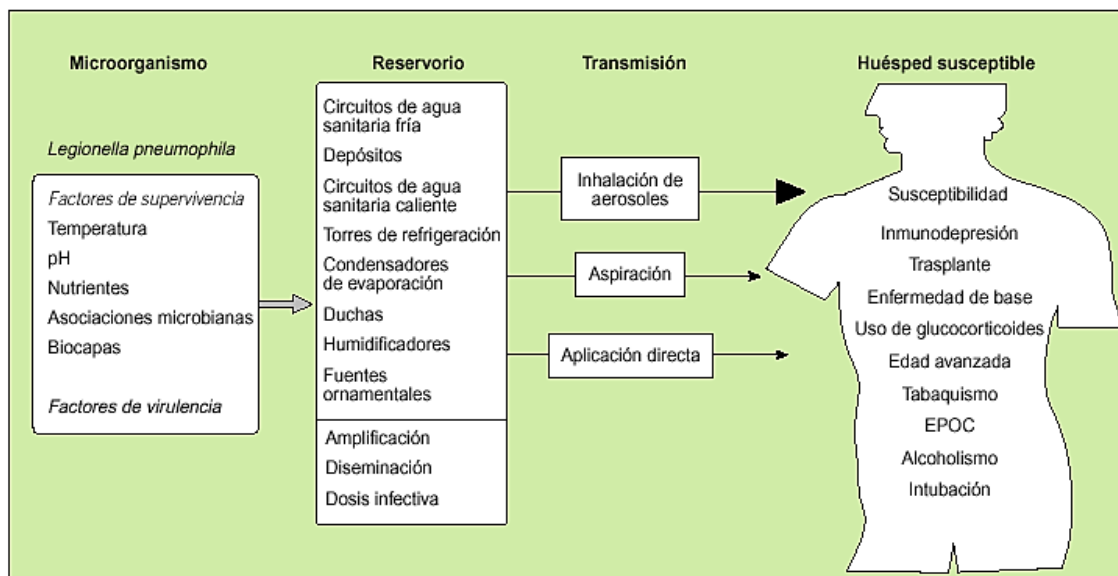 Microorganismo
Legionella pneumophila
Factores de supervivencia
Temperatura
pH
Nutrientes
Asociaciones microbianas
Biocapas
Factores de virulencia
Reservorio
Circuitos de agua
sanitaria fría
Depósitos
Circuitos de agua
sanitaria caliente
Torres de refrigeración
Condensadores
de evaporación
Duchas
Humidificadores
Fuentes
ornamentales
Amplificación
Diseminación
Dosis infectiva
Transmisión
Inhalación de
aerosoles
Aspiración
Aplicación directa
Huésped susceptible
Susceptibilidad
Inmunodepresión
Trasplante
Enfermedad de base
Uso de glucocorticoides
Edad avanzada
Tabaquismo
EPOC
Alcoholismo
Intubación